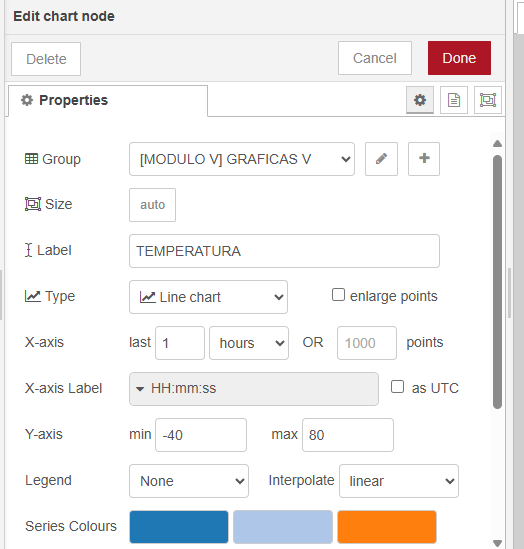 Edit chart node
Delete Cancel Done
Properties
Group [MODULO V] GRAFICAS V
Size auto
Label TEMPERATURA
Type Line chart enlarge points
X-axis last 1 hours OR 1000 points
X-axis Label HH:mm:ss as UTC
Y-axis min -40 max 80
Legend None Interpolate linear
Series Colours